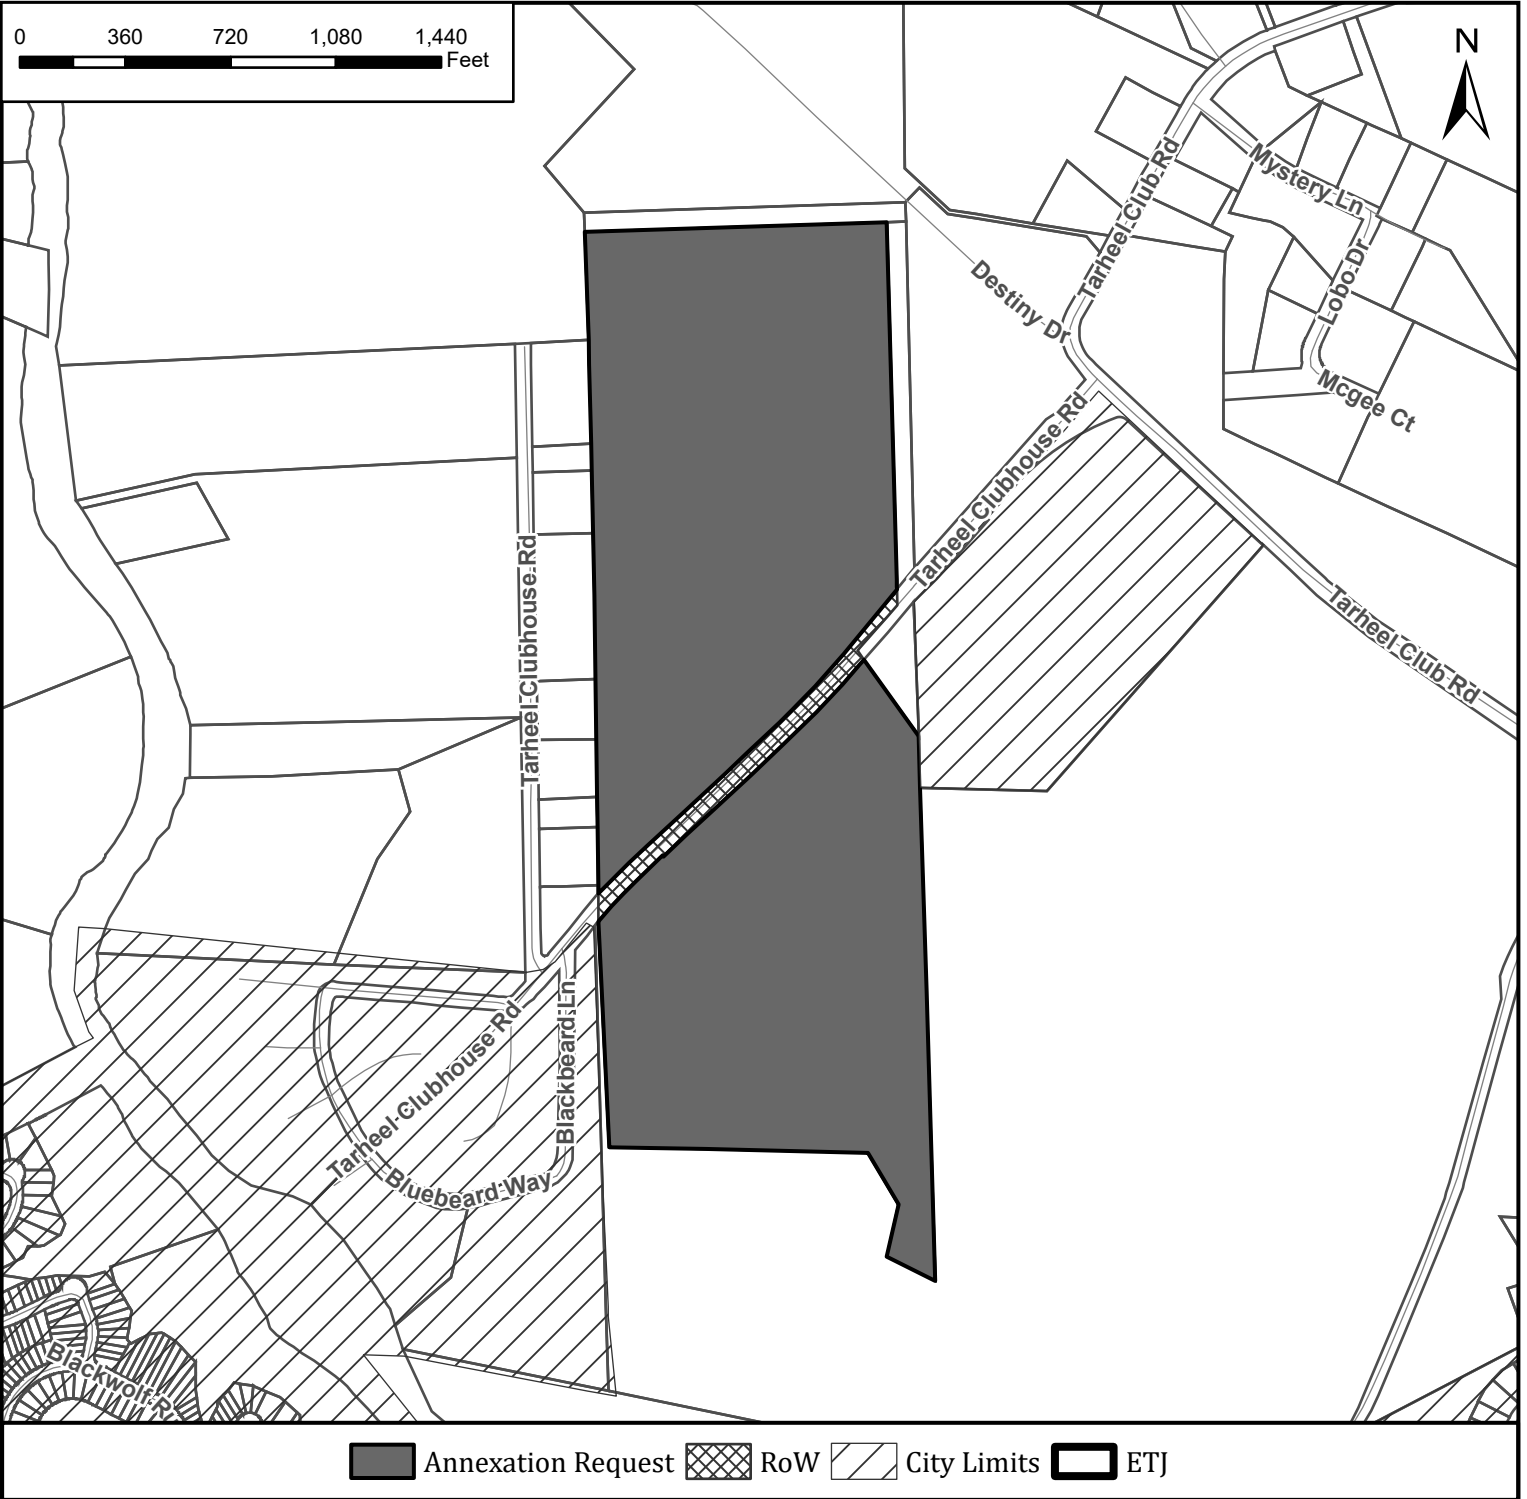 0 360 720 1,080 1,440
Feet
N
Tarheel Club Rd
Mystery Ln
Lobo Dr
Destiny Dr
Mcgee Ct
Tarheel Clubhouse Rd
Tarheel Clubhouse Rd
Tarheel Club Rd
Tarheel Clubhouse Rd
Blackbeard Ln
Bluebeard Way
Blackwolf Ru
Annexation Request RoW City Limits ETJ